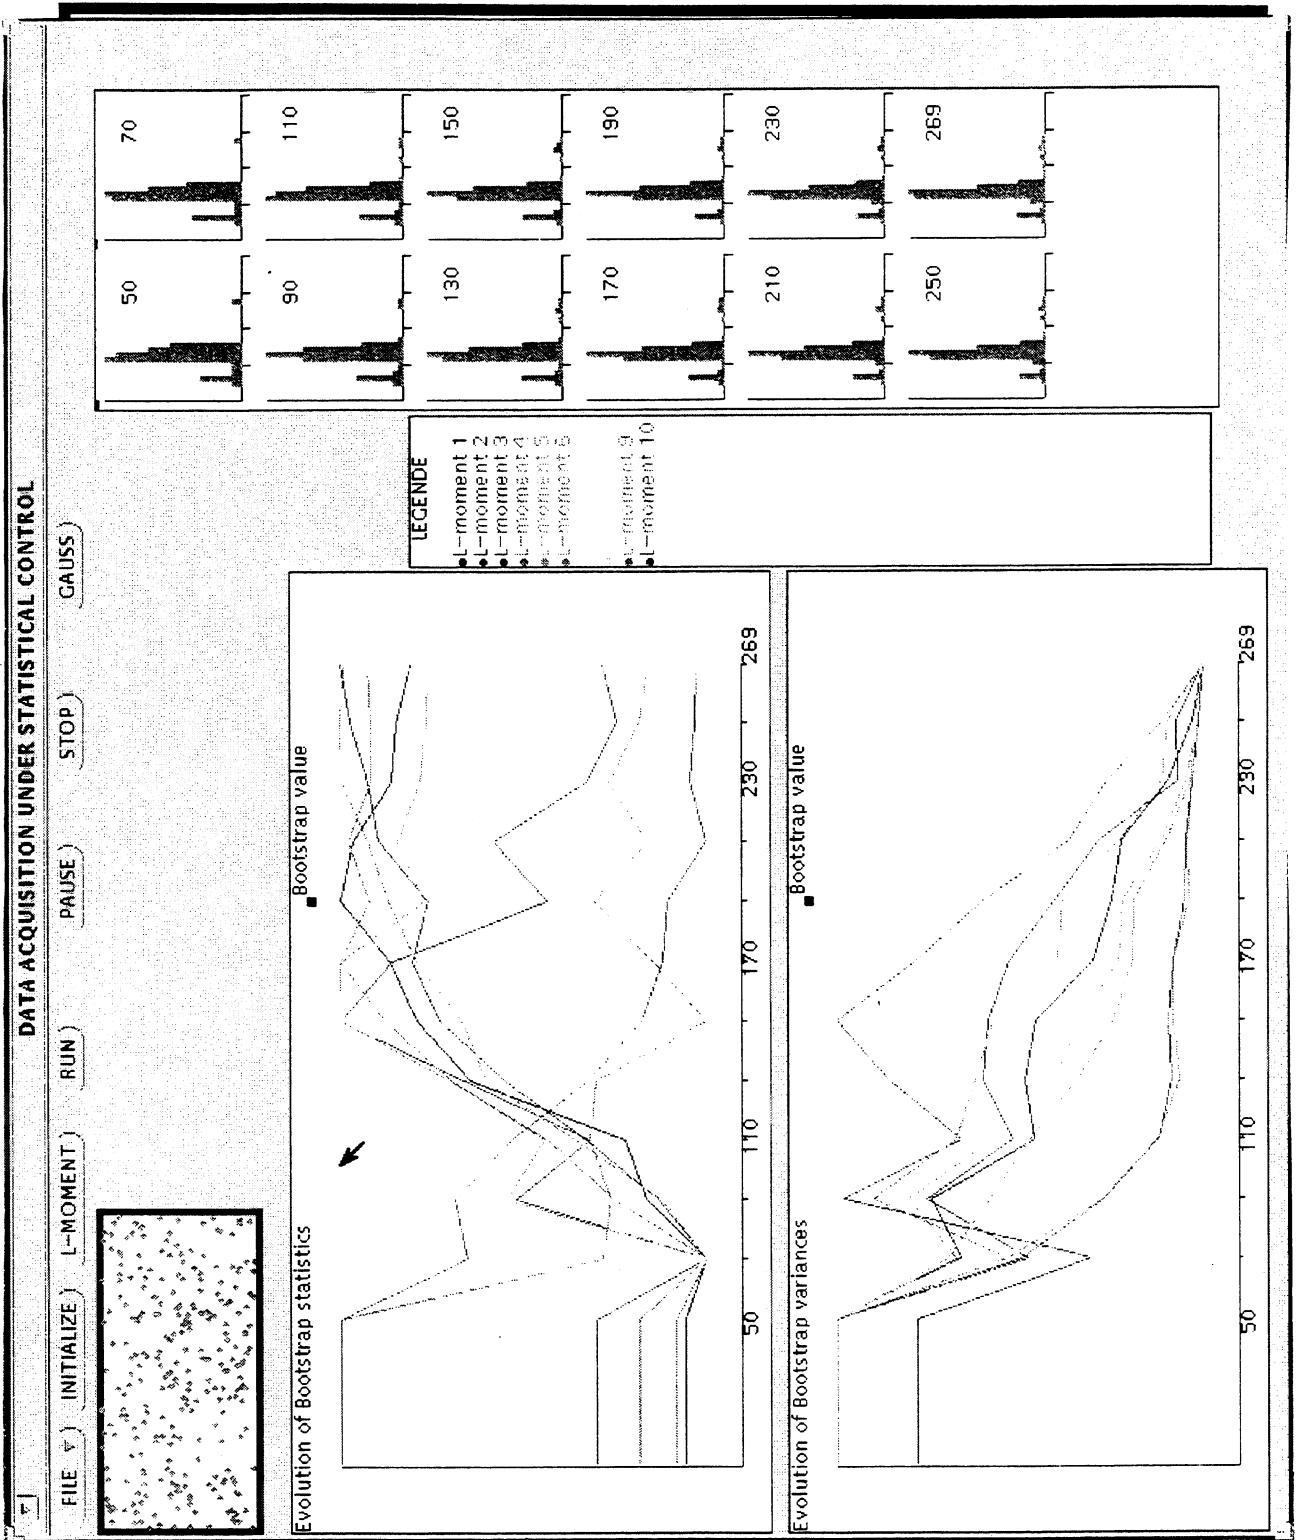 DATA ACQUISITION UNDER STATISTICAL CONTROL
FILE INITIALIZE L-MOMENT RUN PAUSE STOP GAUSS
Evolution of Bootstrap statistics
Bootstrap value
50 110 170 230 269
Evolution of Bootstrap variances
Bootstrap value
50 110 170 230 269
LEGENDE
L-moment 1
L-moment 2
L-moment 3
L-moment 4
L-moment 5
L-moment 6
L-moment 9
L-moment 10
50 70
90 110
130 150
170 190
210 230
250 269